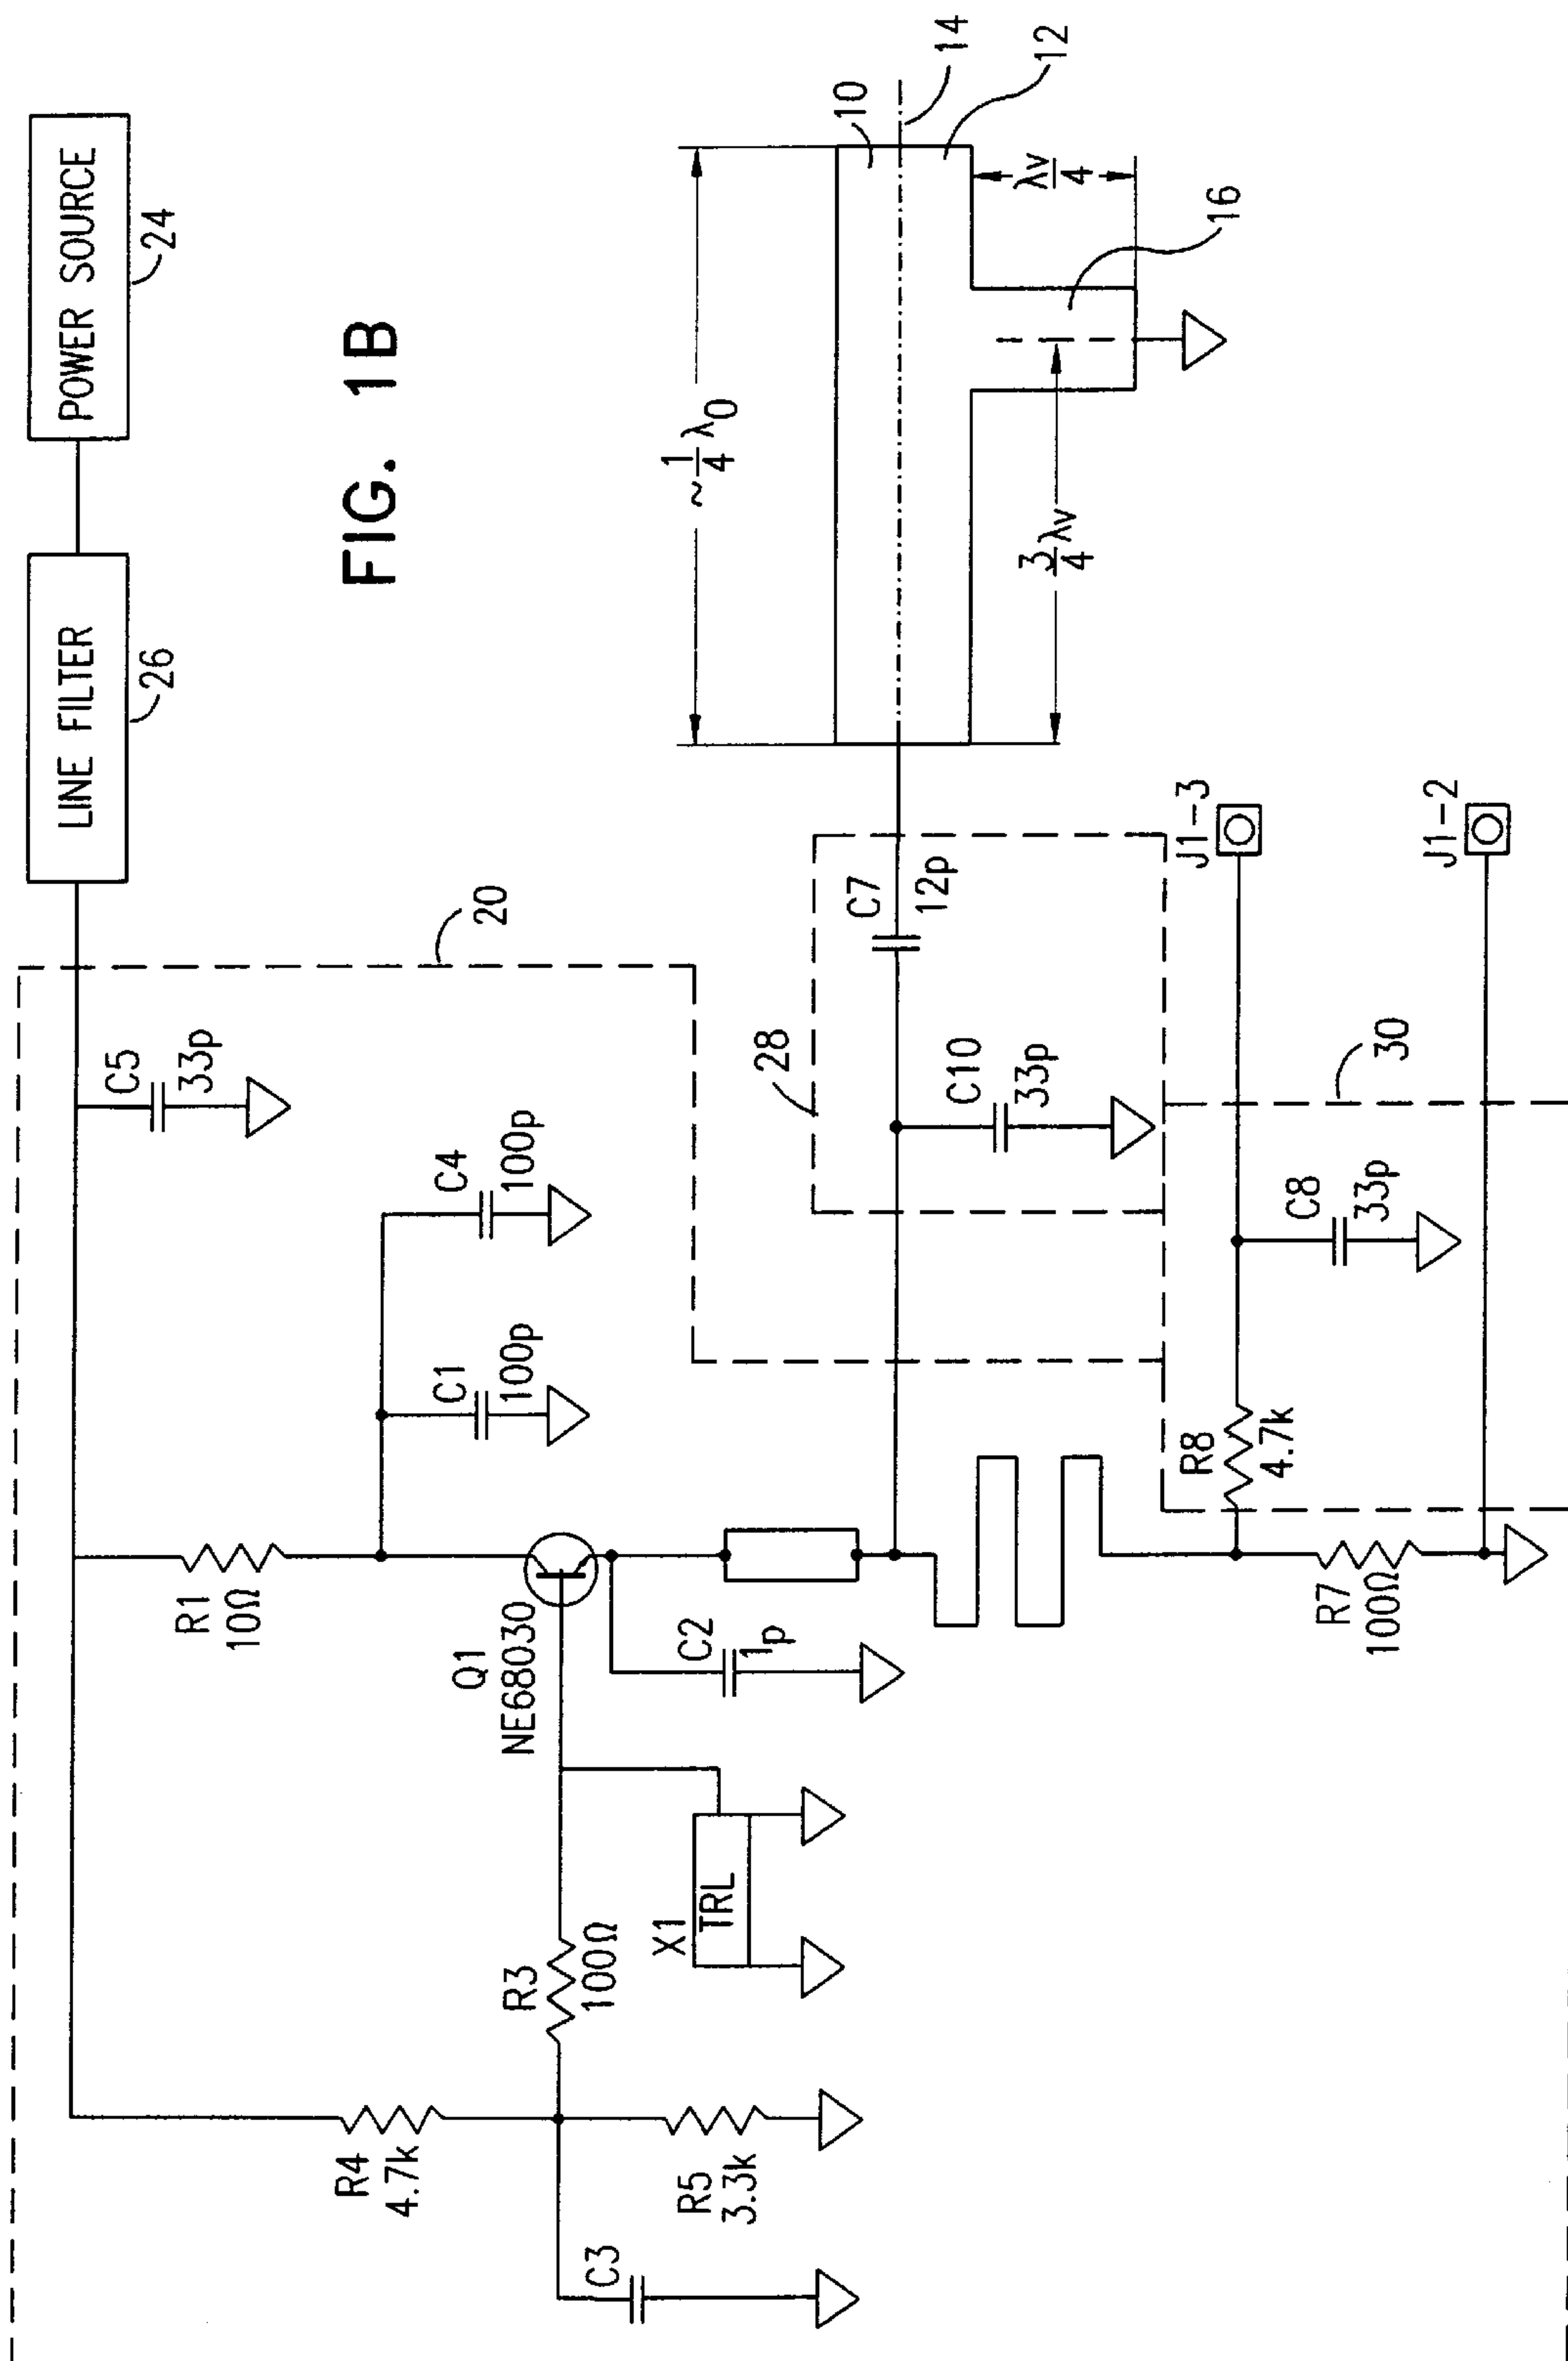 POWER SOURCE
24
LINE FILTER
26
FIG. 1B
20
C5
33p
R1
10Ω
C4
100p
C1
100p
Q1
NE68030
R4
4.7k
R3
100Ω
C3
R5
3.3k
X1
TRL
C2
1p
28
C7
12p
C10
33p
~ 1/4 λ0
10
14
12
λv/4
3/4 λv
16
J1-3
R8
4.7k
C8
33p
30
R7
100Ω
J1-2